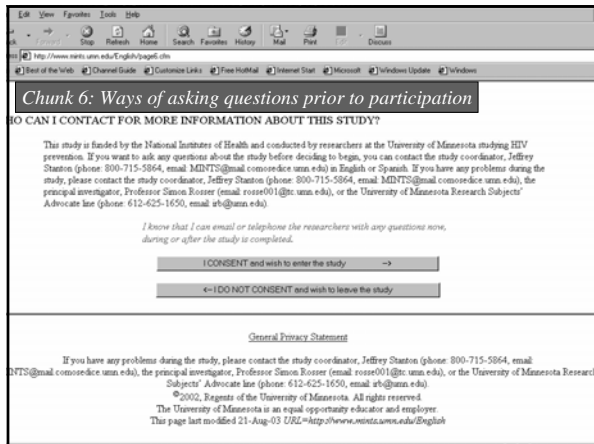 Edit View Favorites Tools Help
Stop Refresh Home Search Favorites History Mail Print Edit Discuss
http://www.mints.umn.edu/English/page6.cfm
Best of the Web Channel Guide Customize Links Free HotMail Internet Start Microsoft Windows Update Windows
Chunk 6: Ways of asking questions prior to participation
HO CAN I CONTACT FOR MORE INFORMATION ABOUT THIS STUDY?
This study is funded by the National Institutes of Health and conducted by researchers at the University of Minnesota studying HIV
prevention. If you want to ask any questions about the study before deciding to begin, you can contact the study coordinator, Jeffrey
Stanton (phone: 800-715-5864, email: MINTS@mail.comosedice.umn.edu) in English or Spanish. If you have any problems during the
study, please contact the study coordinator, Jeffrey Stanton (phone: 800-715-5864, email: MINTS@mail.comosedice.umn.edu), the
principal investigator, Professor Simon Rosser (email: rosse001@tc.umn.edu), or the University of Minnesota Research Subjects'
Advocate line (phone: 612-625-1650, email: irb@umn.edu).
I know that I can email or telephone the researchers with any questions now,
during or after the study is completed.
I CONSENT and wish to enter the study -->
<-- I DO NOT CONSENT and wish to leave the study
General Privacy Statement
If you have any problems during the study, please contact the study coordinator, Jeffrey Stanton (phone: 800-715-5864, email:
NTS@mail.comosedice.umn.edu), the principal investigator, Professor Simon Rosser (email: rosse001@tc.umn.edu), or the University of Minnesota Research
Subjects' Advocate line (phone: 612-625-1650, email: irb@umn.edu).
©2002, Regents of the University of Minnesota. All rights reserved.
The University of Minnesota is an equal opportunity educator and employer.
This page last modified 21-Aug-03 URL=http://www.mints.umn.edu/English